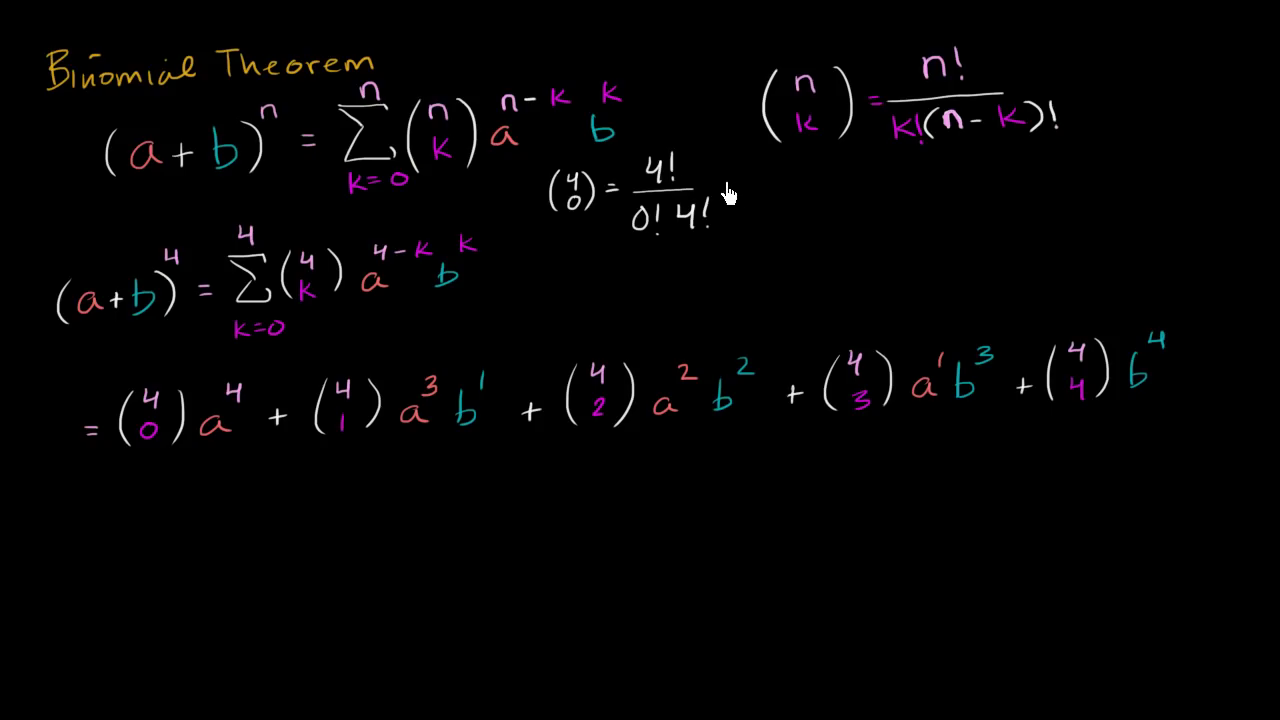 Binomial Theorem
(a+b)^n = \sum_{k=0}^{n} \binom{n}{k} a^{n-k} b^k
\binom{n}{k} = \frac{n!}{k!(n-k)!}
\binom{4}{0} = \frac{4!}{0! 4!}
(a+b)^4 = \sum_{k=0}^{4} \binom{4}{k} a^{4-k} b^k
= \binom{4}{0} a^4 + \binom{4}{1} a^3 b^1 + \binom{4}{2} a^2 b^2 + \binom{4}{3} a^1 b^3 + \binom{4}{4} b^4